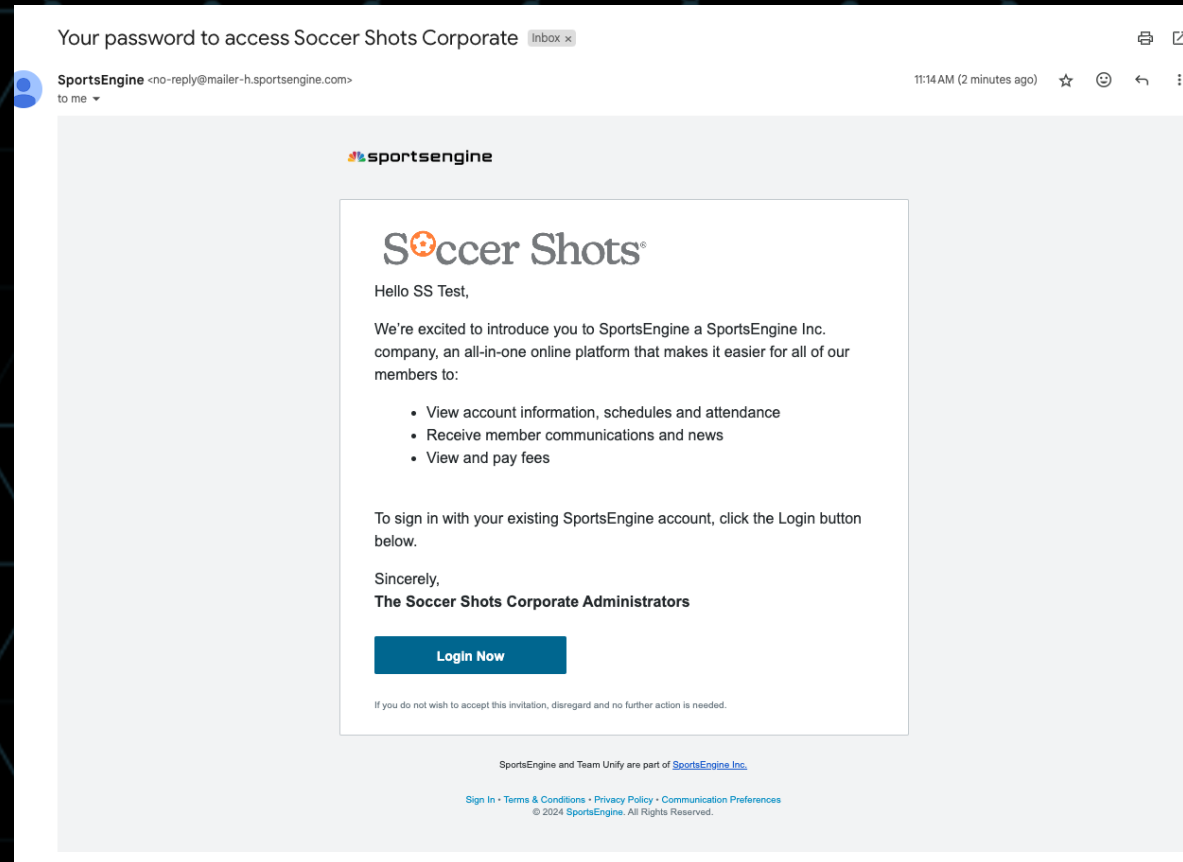 Your password to access Soccer Shots Corporate Inbox ×
SportsEngine <no-reply@mailer-h.sportsengine.com>
11:14 AM (2 minutes ago)
to me
sportsengine
Soccer Shots®
Hello SS Test,
We're excited to introduce you to SportsEngine a SportsEngine Inc.
company, an all-in-one online platform that makes it easier for all of our
members to:
• View account information, schedules and attendance
• Receive member communications and news
• View and pay fees
To sign in with your existing SportsEngine account, click the Login button
below.
Sincerely,
The Soccer Shots Corporate Administrators
Login Now
If you do not wish to accept this invitation, disregard and no further action is needed.
SportsEngine and Team Unify are part of SportsEngine Inc.
Sign In • Terms & Conditions • Privacy Policy • Communication Preferences
© 2024 SportsEngine. All Rights Reserved.